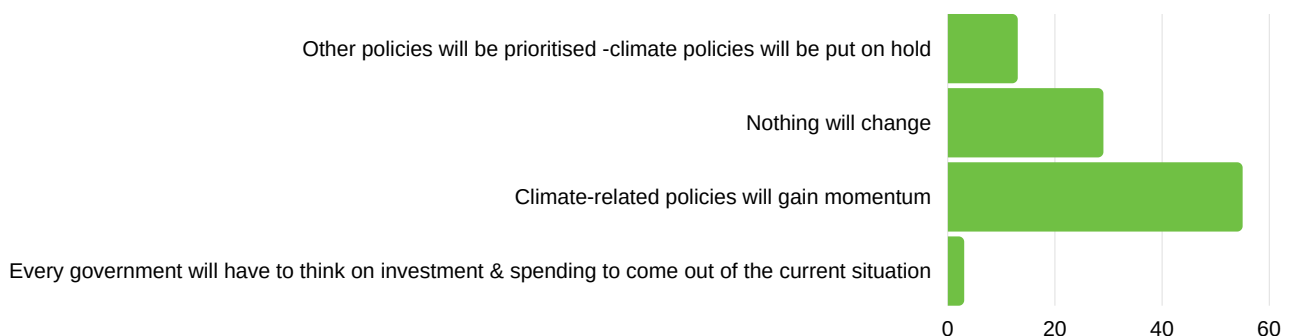 Other policies will be prioritised -climate policies will be put on hold
Nothing will change
Climate-related policies will gain momentum
Every government will have to think on investment & spending to come out of the current situation
0 20 40 60